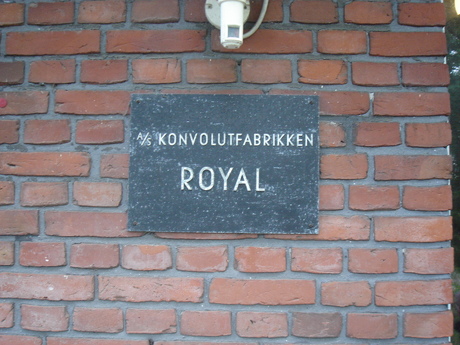 A/S KONVOLUTFABRIKKEN
ROYAL